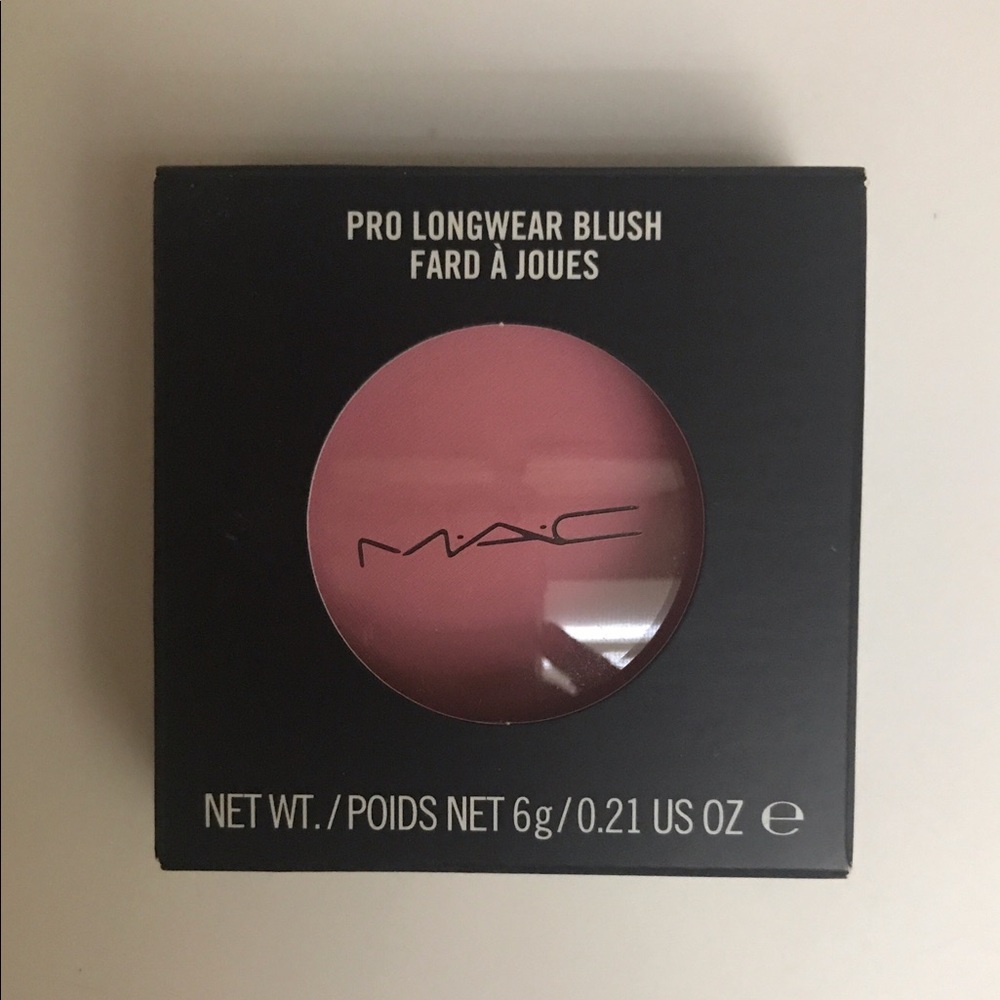 PRO LONGWEAR BLUSH
FARD À JOUES
M·A·C
NET WT. / POIDS NET 6g / 0.21 US OZ ℮